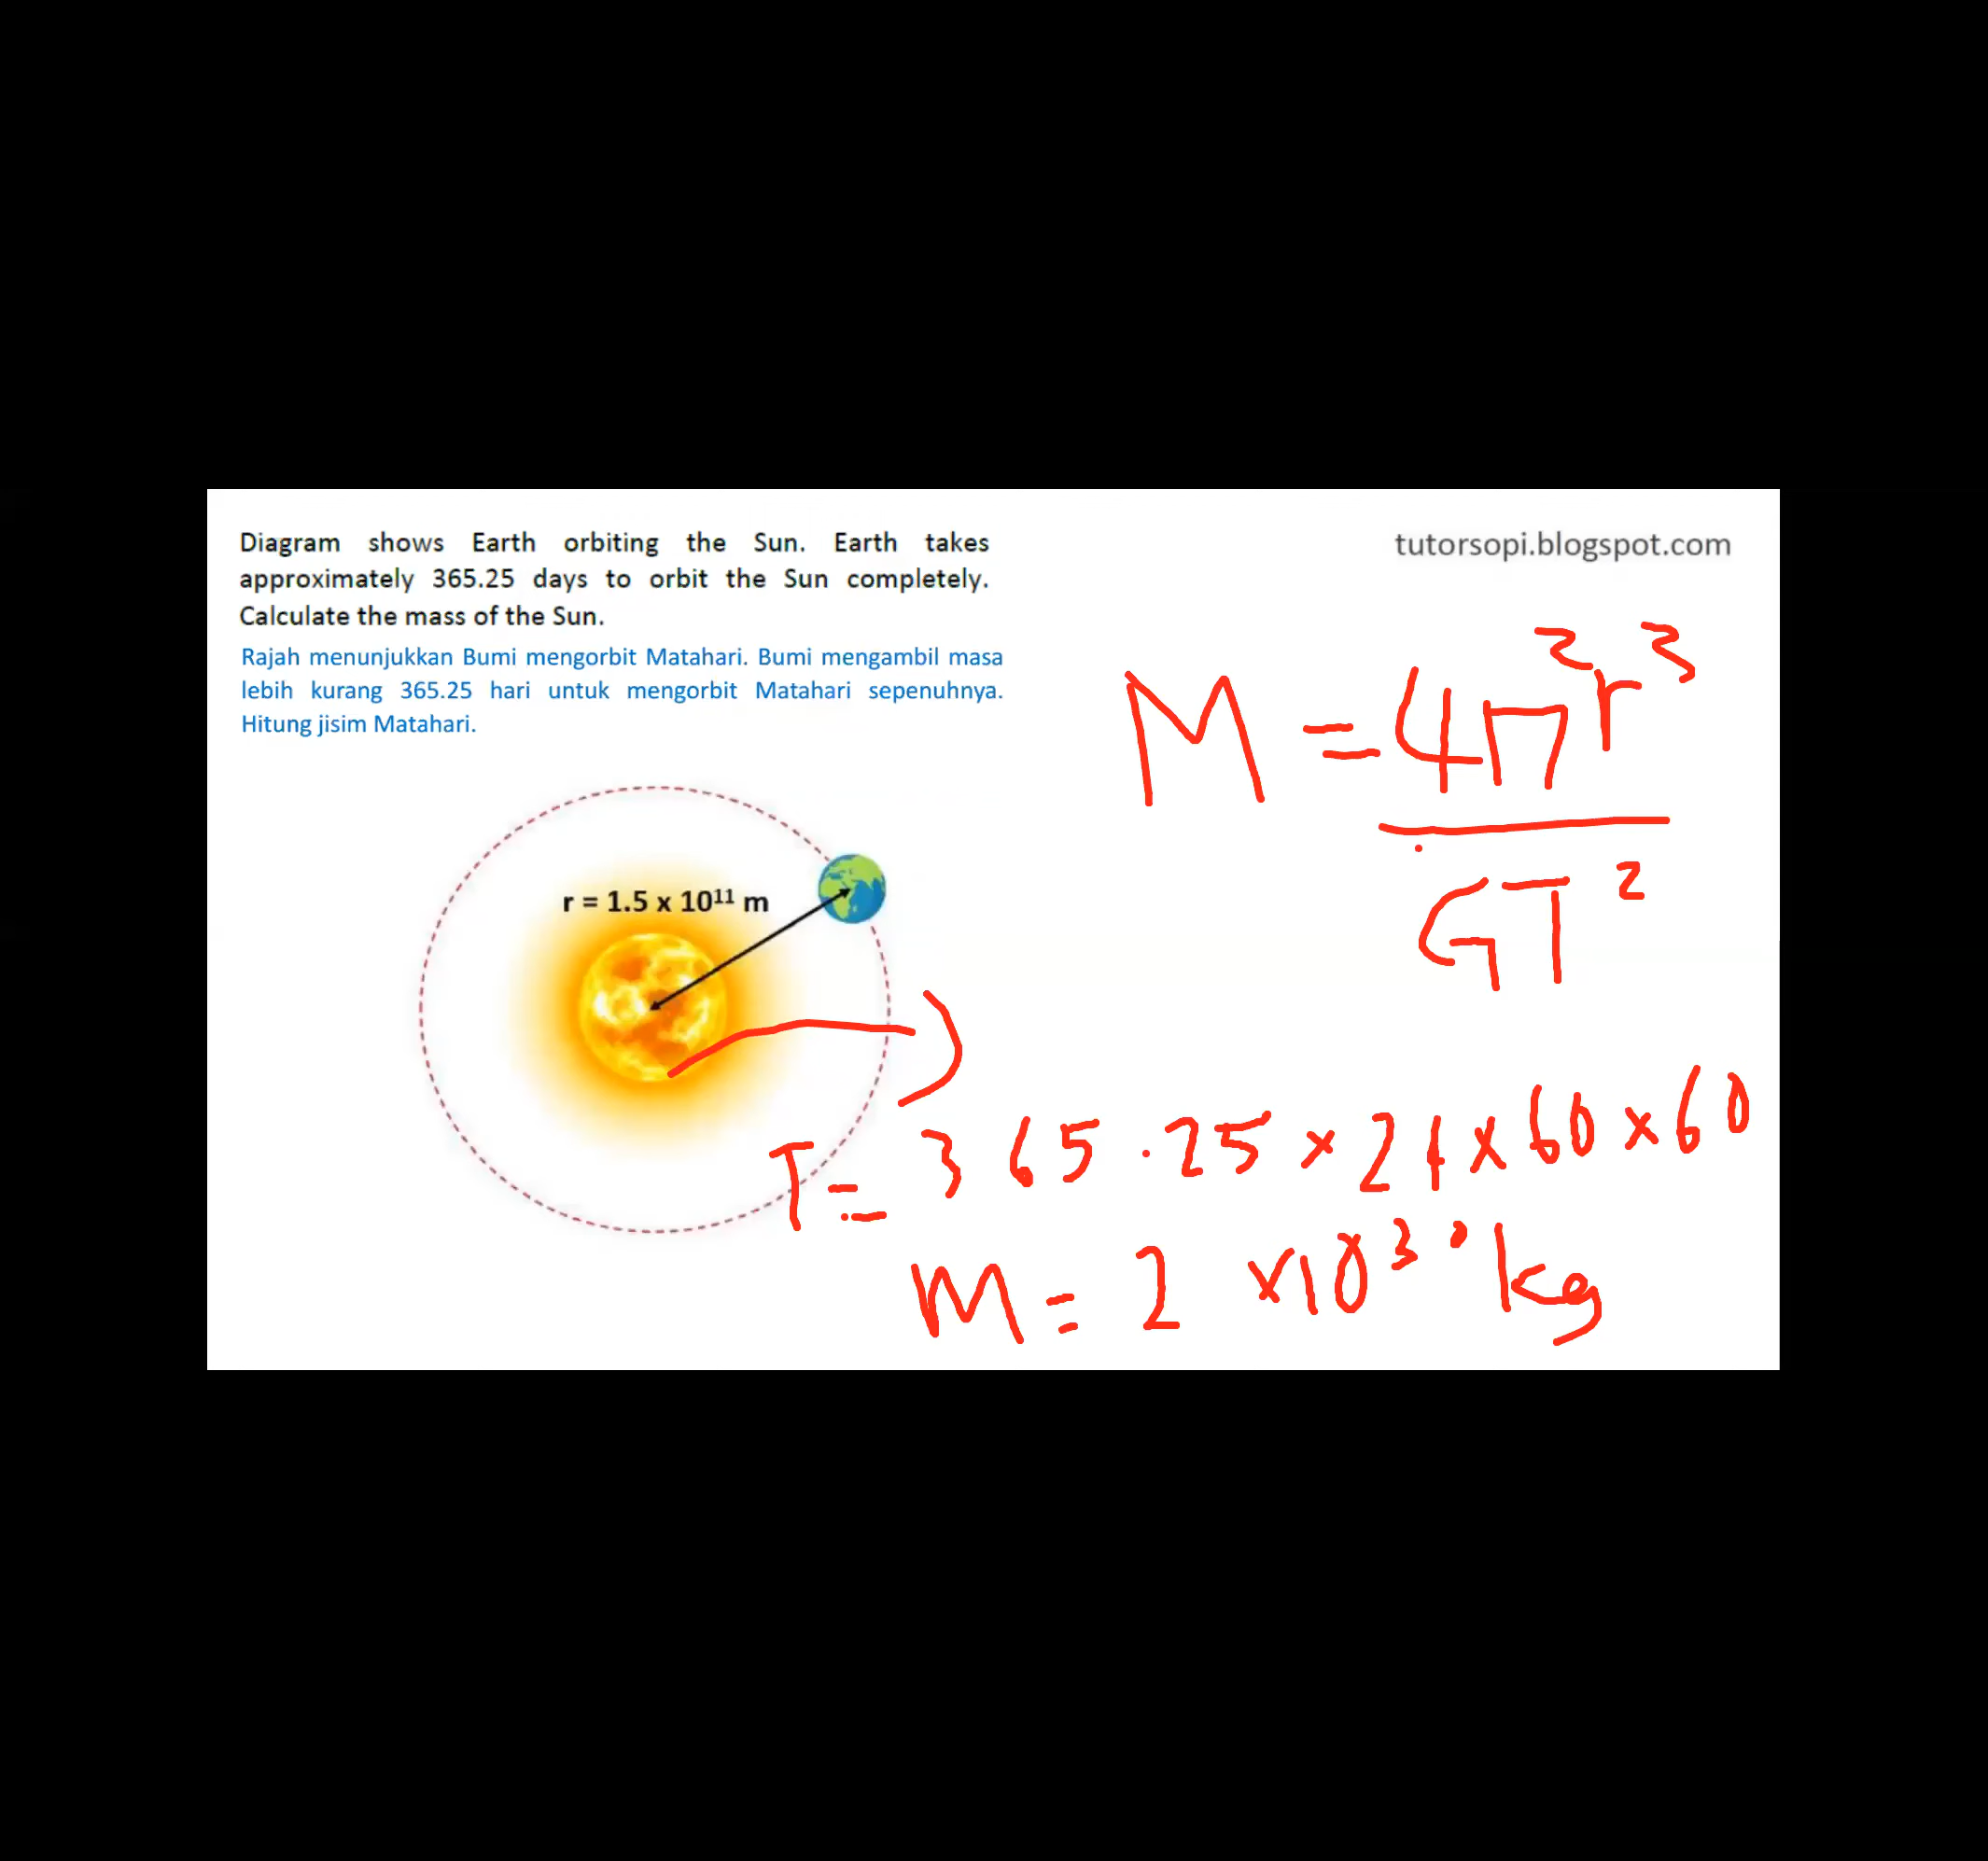 Diagram shows Earth orbiting the Sun. Earth takes
approximately 365.25 days to orbit the Sun completely.
Calculate the mass of the Sun.
Rajah menunjukkan Bumi mengorbit Matahari. Bumi mengambil masa
lebih kurang 365.25 hari untuk mengorbit Matahari sepenuhnya.
Hitung jisim Matahari.
tutorsopi.blogspot.com
M = 4π²r³
GT²
r = 1.5 x 10¹¹ m
T = 365.25 × 24 × 60 × 60
M = 2 ×10³⁰ kg